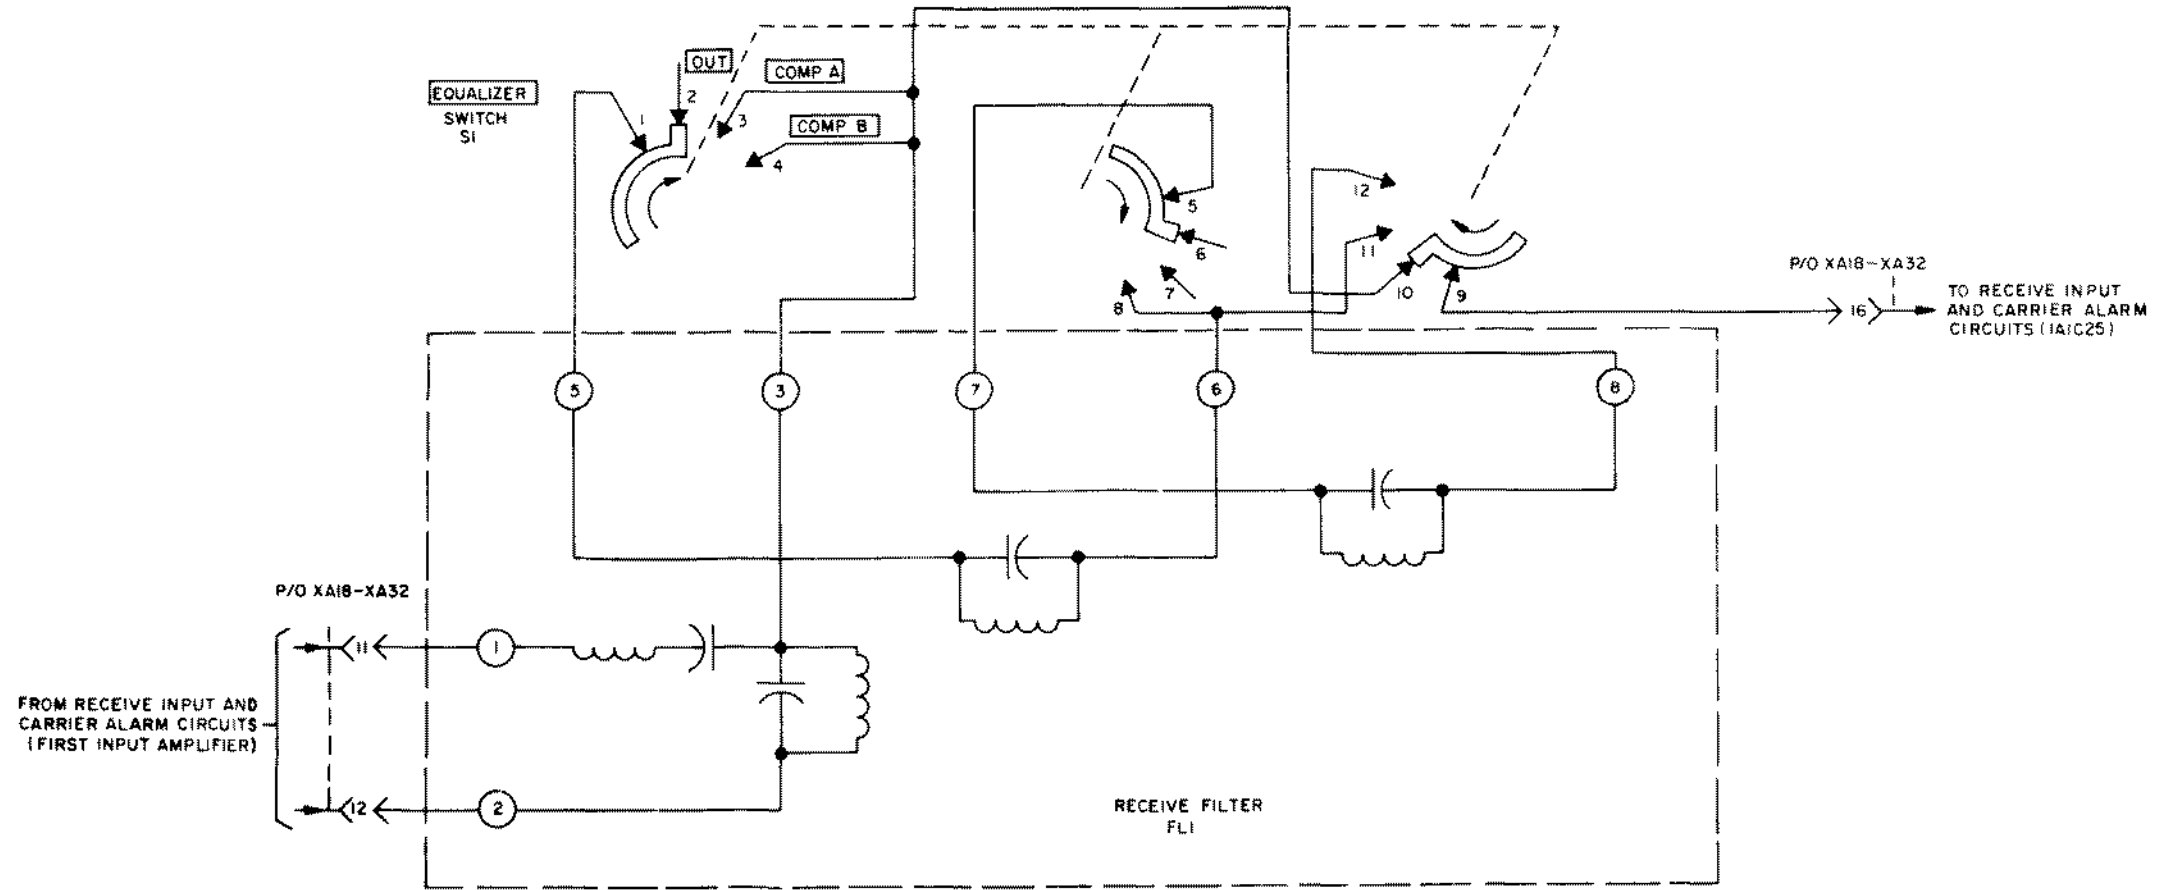 OUT
COMP A
EQUALIZER
SWITCH
S1
1
2
3
COMP B
4
5
6
7
8
12
11
10
9
P/O XA18-XA32
16
TO RECEIVE INPUT
AND CARRIER ALARM
CIRCUITS (1A1C25)
5
3
7
6
8
P/O XA18-XA32
11
1
FROM RECEIVE INPUT AND
CARRIER ALARM CIRCUITS
(FIRST INPUT AMPLIFIER)
12
2
RECEIVE FILTER
FL1